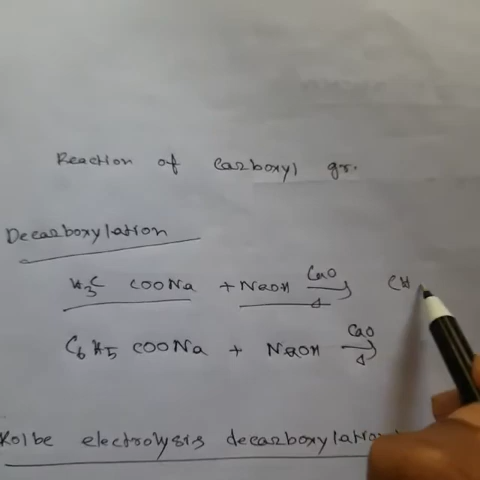 Reaction of Carboxyl gr.
Decarboxylation
H₃C COONa + NaOH CaO Δ → CH
C₆H₅ COONa + NaOH CaO Δ →
Kolbe electrolysis decarboxylation